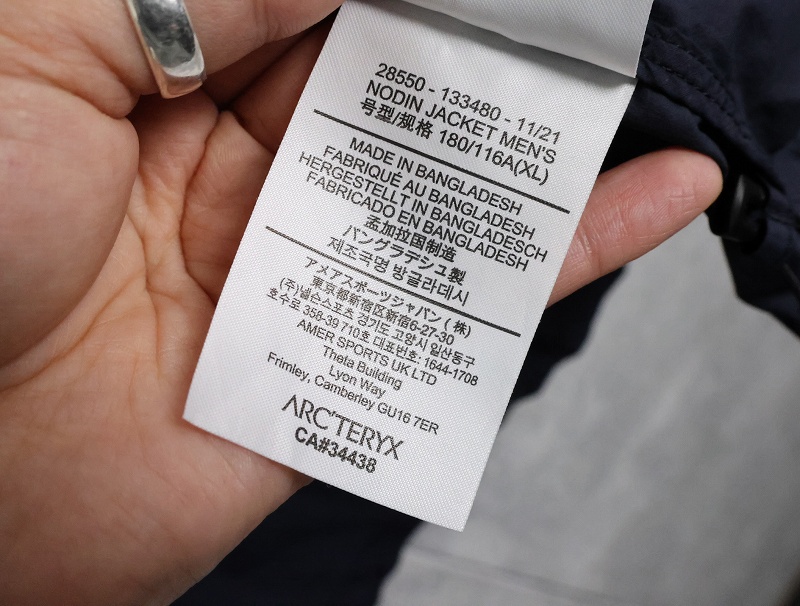 28550 - 133480 - 11/21
NODIN JACKET MEN'S
号型/规格 180/116A(XL)
MADE IN BANGLADESH
FABRIQUÉ AU BANGLADESH
HERGESTELLT IN BANGLADESCH
FABRICADO EN BANGLADESH
孟加拉国制造
バングラデシュ製
제조국명 방글라데시
アメアスポーツジャパン (株)
東京都新宿区新宿6-27-30
(주)넬슨스포츠 경기도 고양시 일산동구
호수로 358-39 710호 대표번호: 1644-1708
AMER SPORTS UK LTD
Theta Building
Lyon Way
Frimley, Camberley GU16 7ER
ARC'TERYX
CA#34438